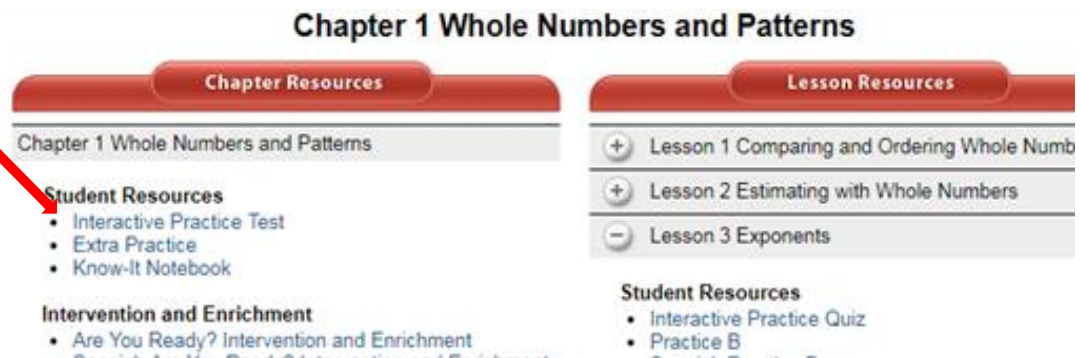 Chapter 1 Whole Numbers and Patterns
Chapter Resources
Chapter 1 Whole Numbers and Patterns
Student Resources
Interactive Practice Test
Extra Practice
Know-It Notebook
Intervention and Enrichment
Are You Ready? Intervention and Enrichment
Lesson Resources
Lesson 1 Comparing and Ordering Whole Numb
Lesson 2 Estimating with Whole Numbers
Lesson 3 Exponents
Student Resources
Interactive Practice Quiz
Practice B